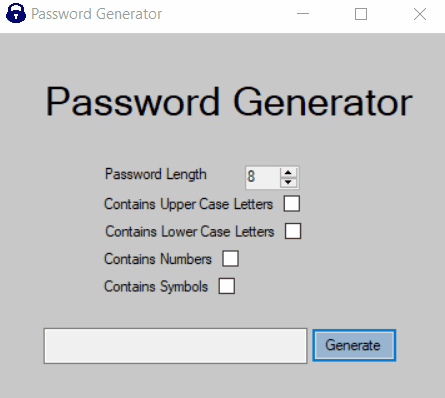 Password Generator
Password Generator
Password Length 8
Contains Upper Case Letters
Contains Lower Case Letters
Contains Numbers
Contains Symbols
Generate